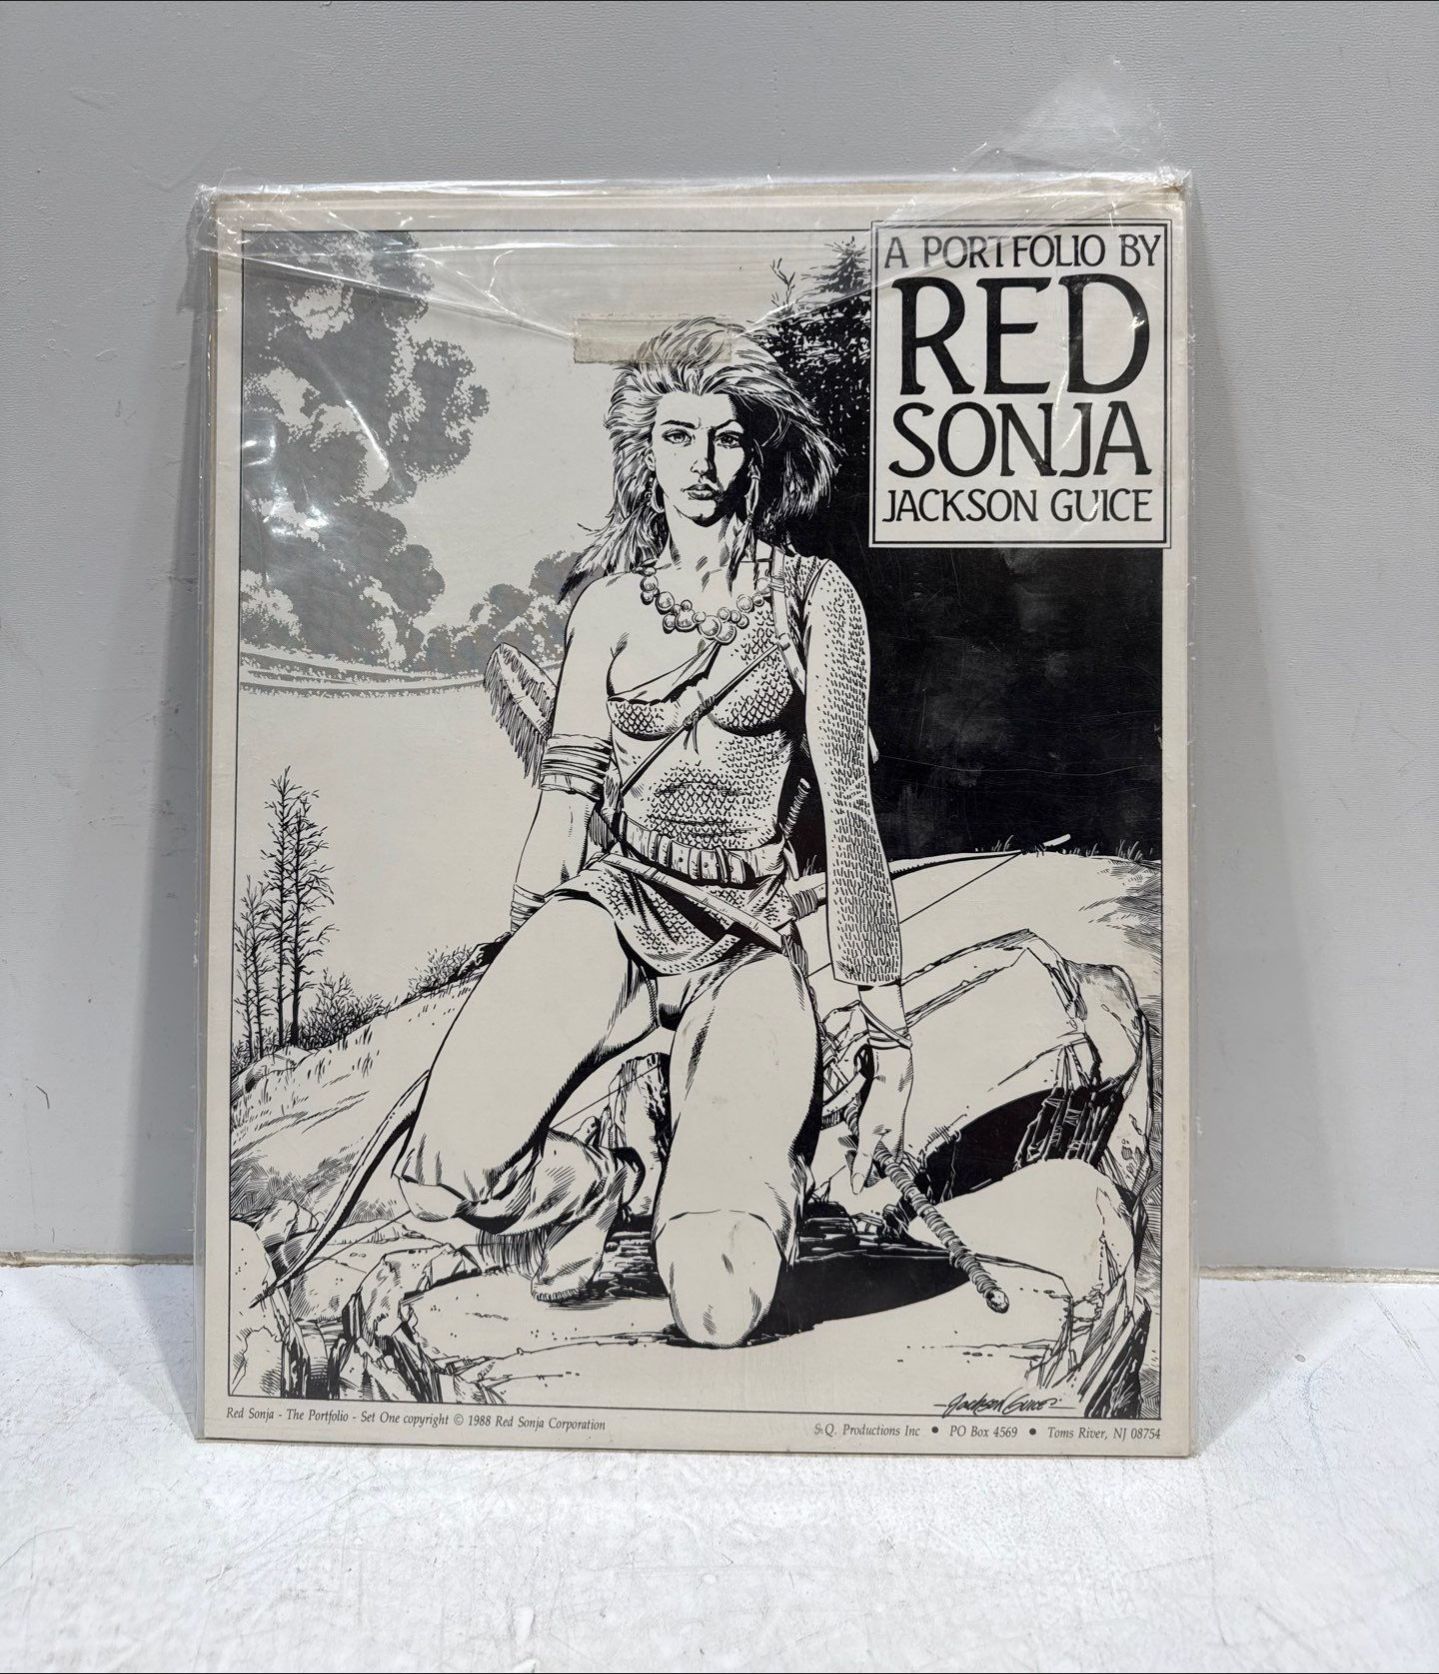 A PORTFOLIO BY
RED
SONJA
JACKSON GUICE
Jackson Guice
Red Sonja - The Portfolio - Set One copyright © 1988 Red Sonja Corporation
S.Q. Productions Inc • PO Box 4569 • Toms River, NJ 08754